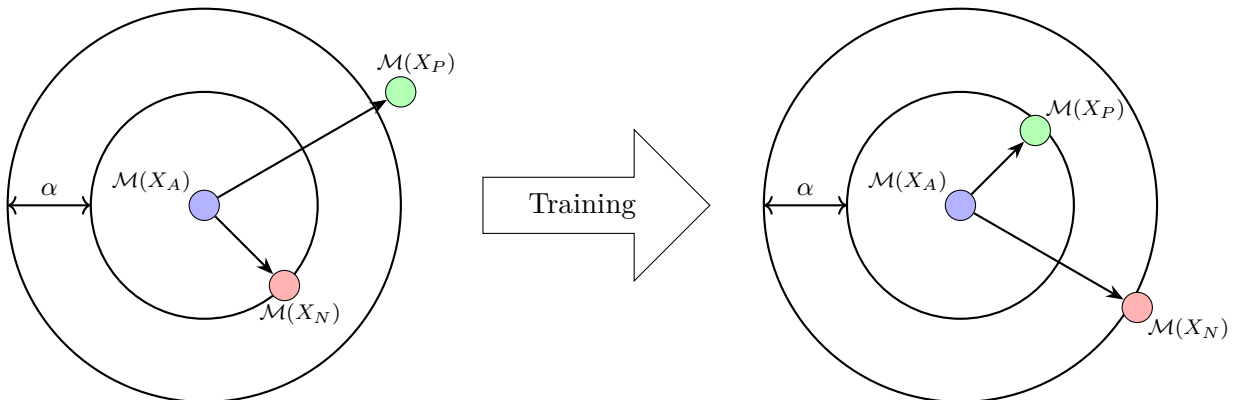 ℳ(X_P)
ℳ(X_A)
α
ℳ(X_N)
Training
ℳ(X_P)
ℳ(X_A)
α
ℳ(X_N)